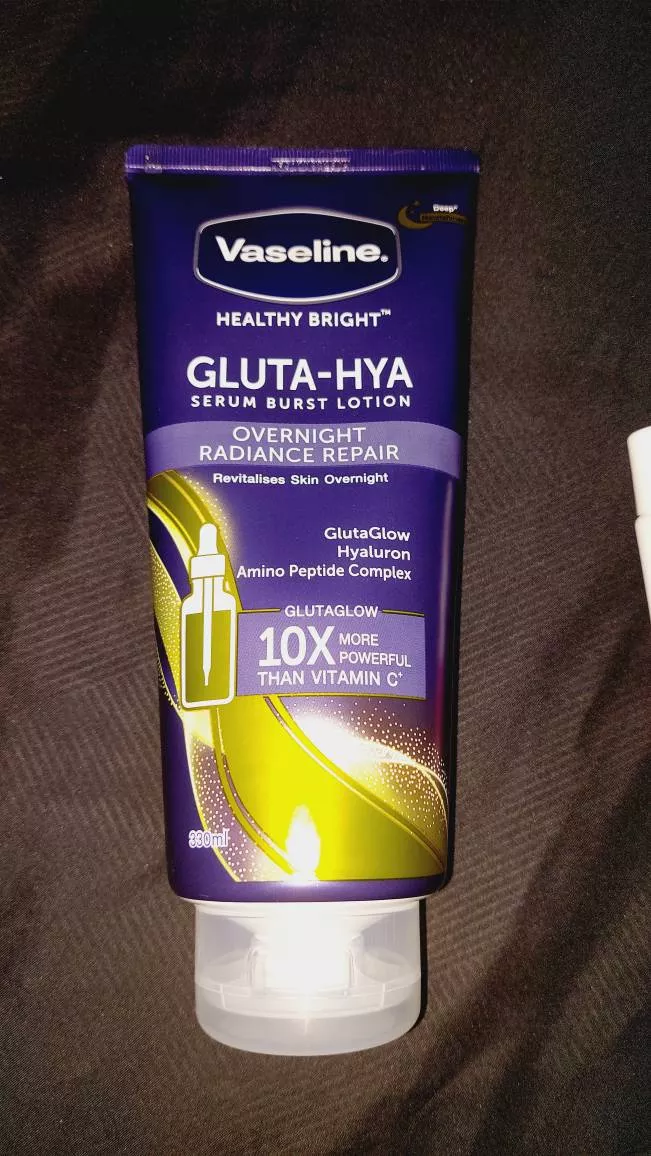 Deep*
Vaseline.
HEALTHY BRIGHT™
GLUTA-HYA
SERUM BURST LOTION
OVERNIGHT
RADIANCE REPAIR
Revitalises Skin Overnight
GlutaGlow
Hyaluron
Amino Peptide Complex
GLUTAGLOW
10X MORE
POWERFUL
THAN VITAMIN C⁺
330ml